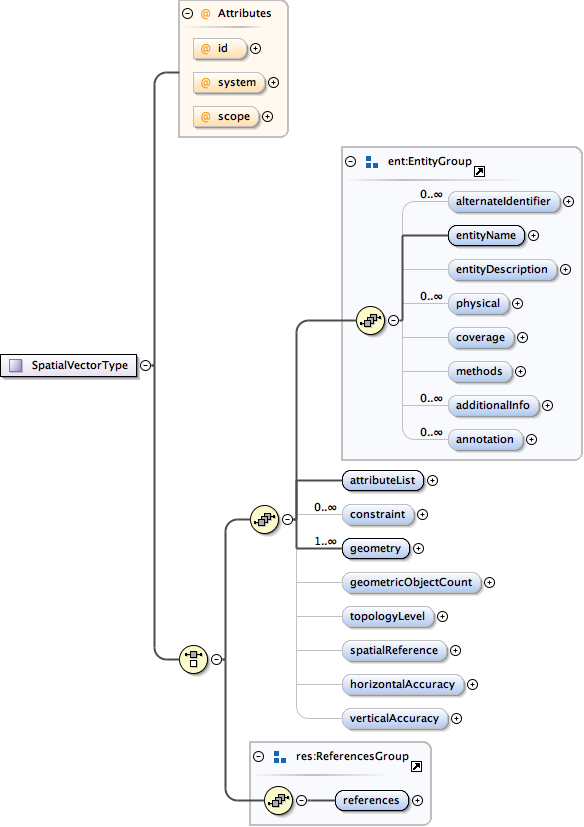 Attributes
@ id
@ system
@ scope
ent:EntityGroup
0..∞
alternateIdentifier
entityName
entityDescription
0..∞
physical
coverage
methods
0..∞
additionalInfo
0..∞
annotation
SpatialVectorType
attributeList
0..∞
constraint
1..∞
geometry
geometricObjectCount
topologyLevel
spatialReference
horizontalAccuracy
verticalAccuracy
res:ReferencesGroup
references